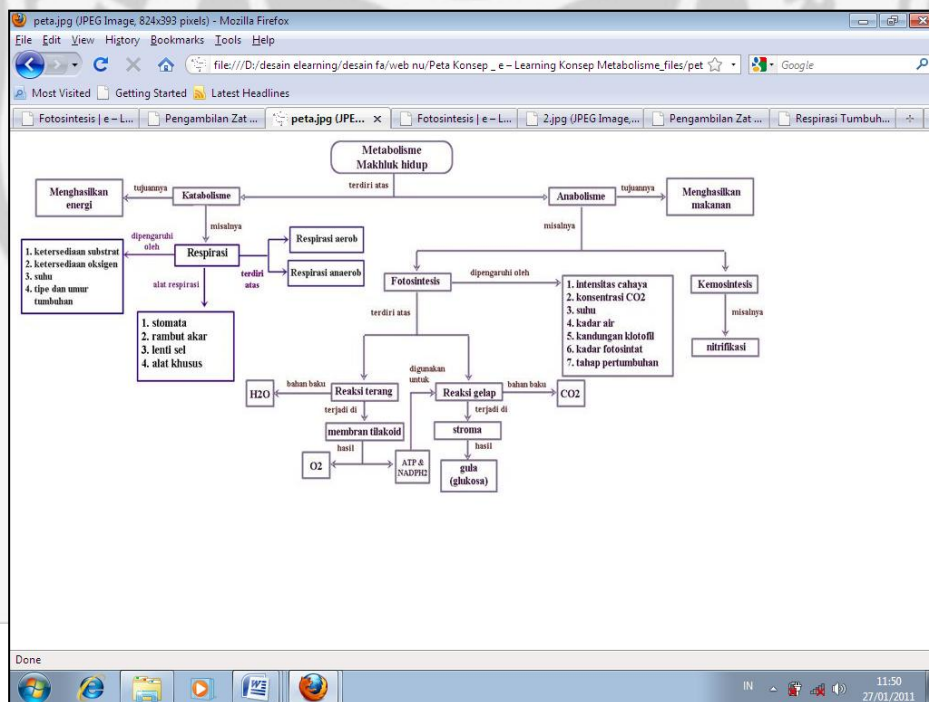 peta.jpg (JPEG Image, 824x393 pixels) - Mozilla Firefox
File Edit View History Bookmarks Tools Help
file:///D:/desain elearning/desain fa/web nu/Peta Konsep _ e – Learning Konsep Metabolisme_files/pet
Google
Most Visited Getting Started Latest Headlines
Fotosintesis | e – L... Pengambilan Zat ... peta.jpg (JPE... × Fotosintesis | e – L... 2.jpg (JPEG Image,... Pengambilan Zat ... Respirasi Tumbuh...
Metabolisme
Makhluk hidup
terdiri atas
Menghasilkan
energi
tujuannya
Katabolisme
Anabolisme
tujuannya
Menghasilkan
makanan
misalnya
misalnya
dipengaruhi
oleh
1. ketersediaan substrat
2. ketersediaan oksigen
3. suhu
4. tipe dan umur
tumbuhan
Respirasi
terdiri
atas
Respirasi aerob
Respirasi anaerob
alat respirasi
1. stomata
2. rambut akar
3. lenti sel
4. alat khusus
Fotosintesis
dipengaruhi oleh
1. intensitas cahaya
2. konsentrasi CO2
3. suhu
4. kadar air
5. kandungan klotofil
6. kadar fotosintat
7. tahap pertumbuhan
Kemosintesis
misalnya
nitrifikasi
terdiri atas
H2O
bahan baku
Reaksi terang
digunakan
untuk
Reaksi gelap
bahan baku
CO2
terjadi di
terjadi di
membran tilakoid
stroma
hasil
hasil
O2
ATP &
NADPH2
gula
(glukosa)
Done
IN
11:50
27/01/2011